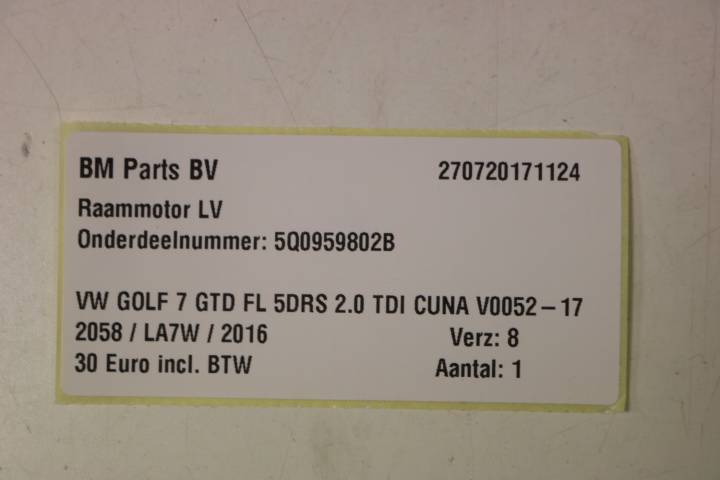 BM Parts BV 270720171124
Raammotor LV
Onderdeelnummer: 5Q0959802B
VW GOLF 7 GTD FL 5DRS 2.0 TDI CUNA V0052-17
2058 / LA7W / 2016 Verz: 8
30 Euro incl. BTW Aantal: 1